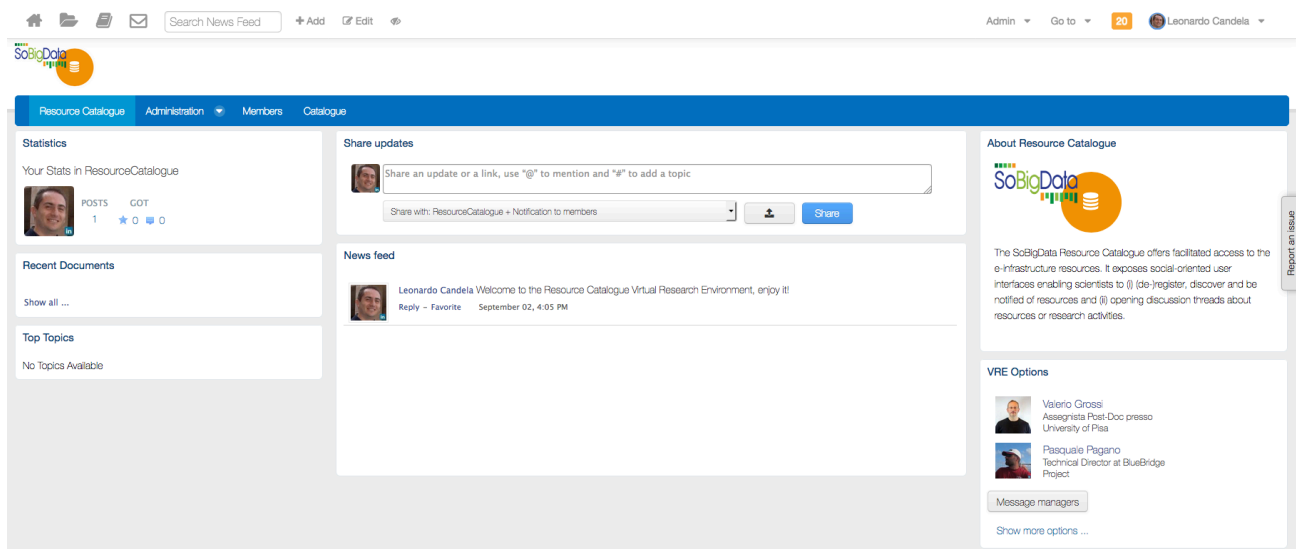 Search News Feed
+ Add
Edit
Admin
Go to
20
Leonardo Candela
SoBigData
Resource Catalogue
Administration
Members
Catalogue
Statistics
Your Stats in ResourceCatalogue
POSTS GOT
1 0 0
in
Recent Documents
Show all ...
Top Topics
No Topics Available
Share updates
in
Share an update or a link, use "@" to mention and "#" to add a topic
Share with: ResourceCatalogue + Notification to members
Share
News feed
Leonardo Candela Welcome to the Resource Catalogue Virtual Research Environment, enjoy it!
Reply – Favorite September 02, 4:05 PM
in
About Resource Catalogue
SoBigData
The SoBigData Resource Catalogue offers facilitated access to the
e-infrastructure resources. It exposes social-oriented user
interfaces enabling scientists to (i) (de-)register, discover and be
notified of resources and (ii) opening discussion threads about
resources or research activities.
Report an issue
VRE Options
Valerio Grossi
Assegnista Post-Doc presso
University of Pisa
Pasquale Pagano
Technical Director at BlueBridge
Project
Message managers
Show more options ...